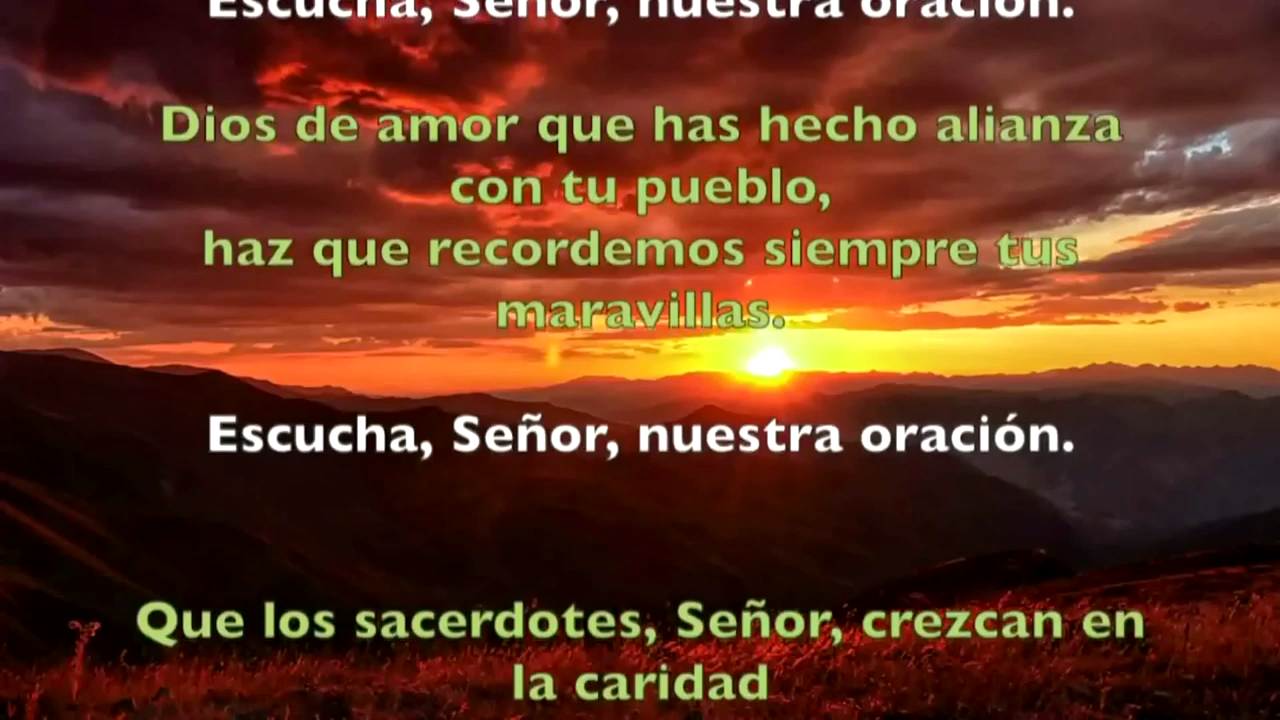 Escucha, Señor, nuestra oración.
Dios de amor que has hecho alianza
con tu pueblo,
haz que recordemos siempre tus
maravillas.
Escucha, Señor, nuestra oración.
Que los sacerdotes, Señor, crezcan en
la caridad